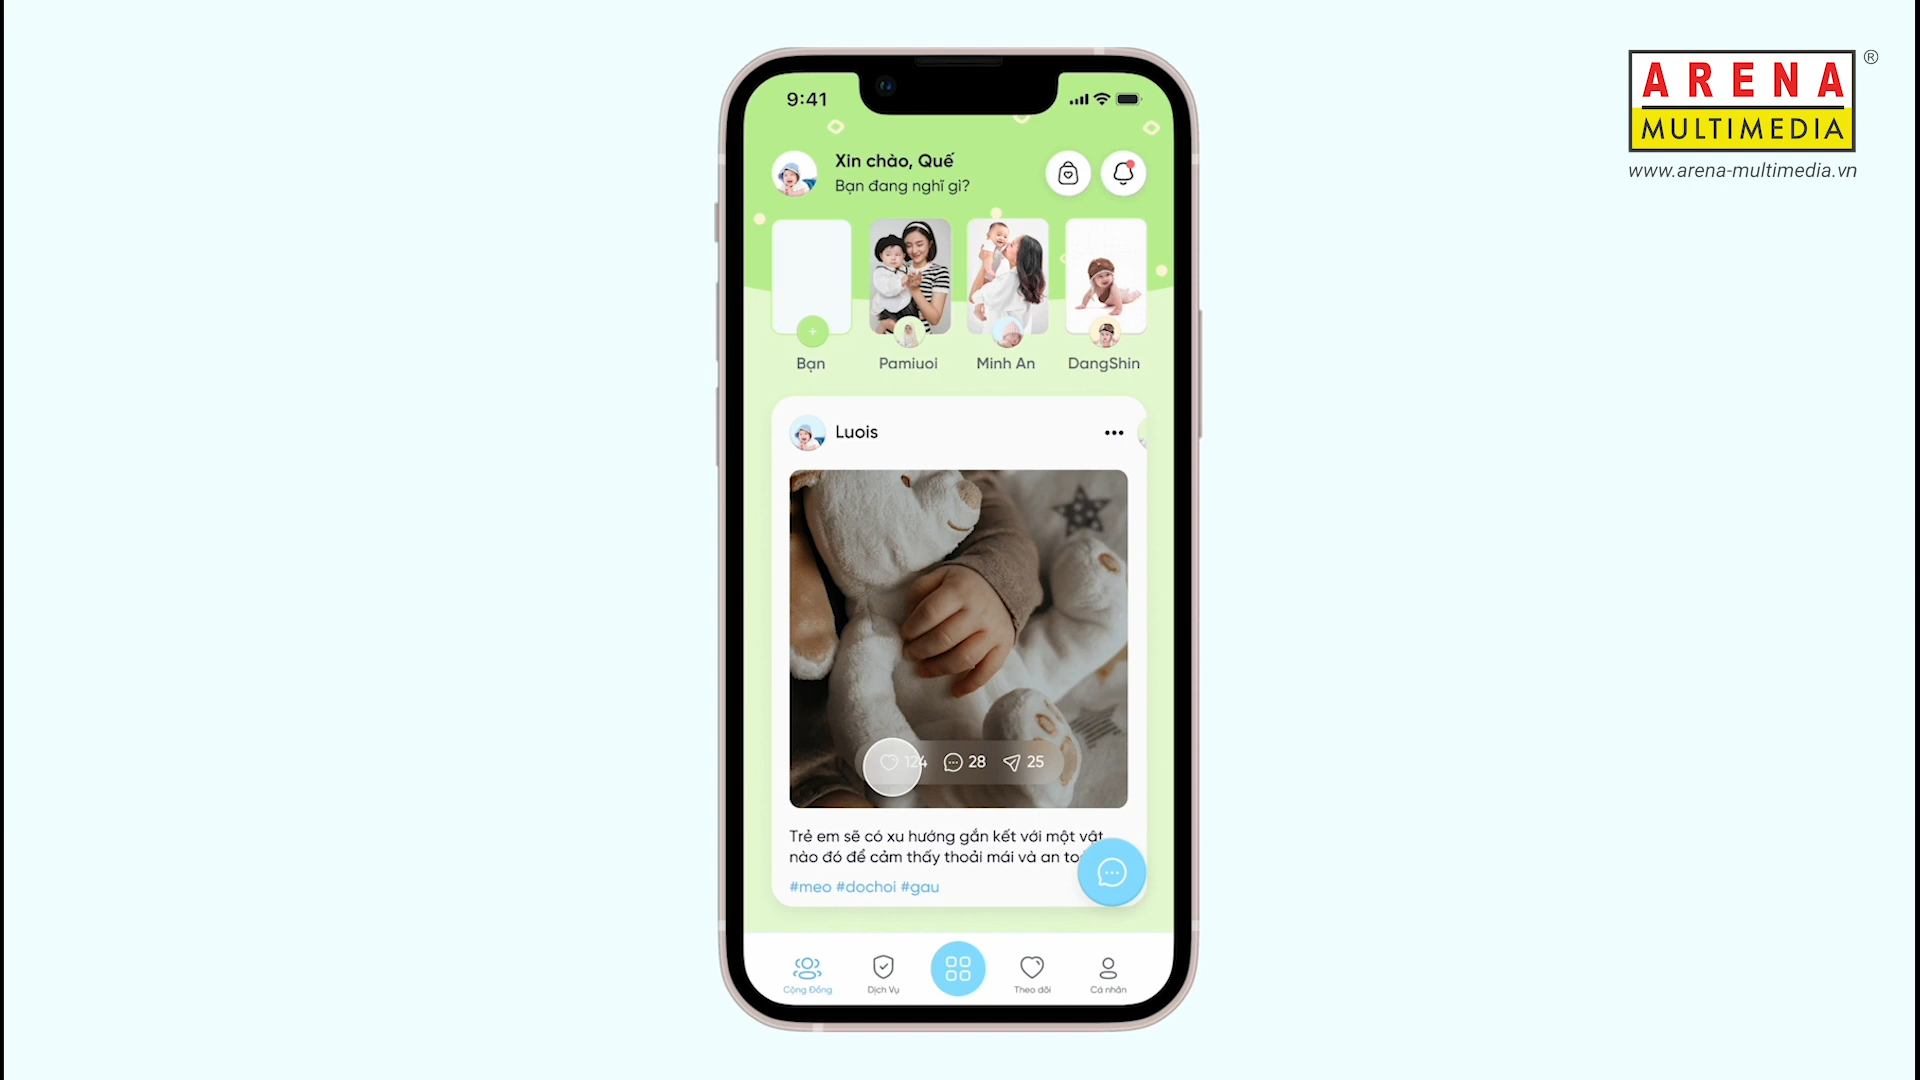 ARENA
®
MULTIMEDIA
www.arena-multimedia.vn
9:41
Xin chào, Quế
Bạn đang nghĩ gì?
Bạn
Pamiuoi
Minh An
DangShin
Luois
124
28
25
Trẻ em sẽ có xu hướng gắn kết với một vật
nào đó để cảm thấy thoải mái và an
#meo #dochoi #gau
Cộng Đồng
Dịch Vụ
Theo dõi
Cá nhân